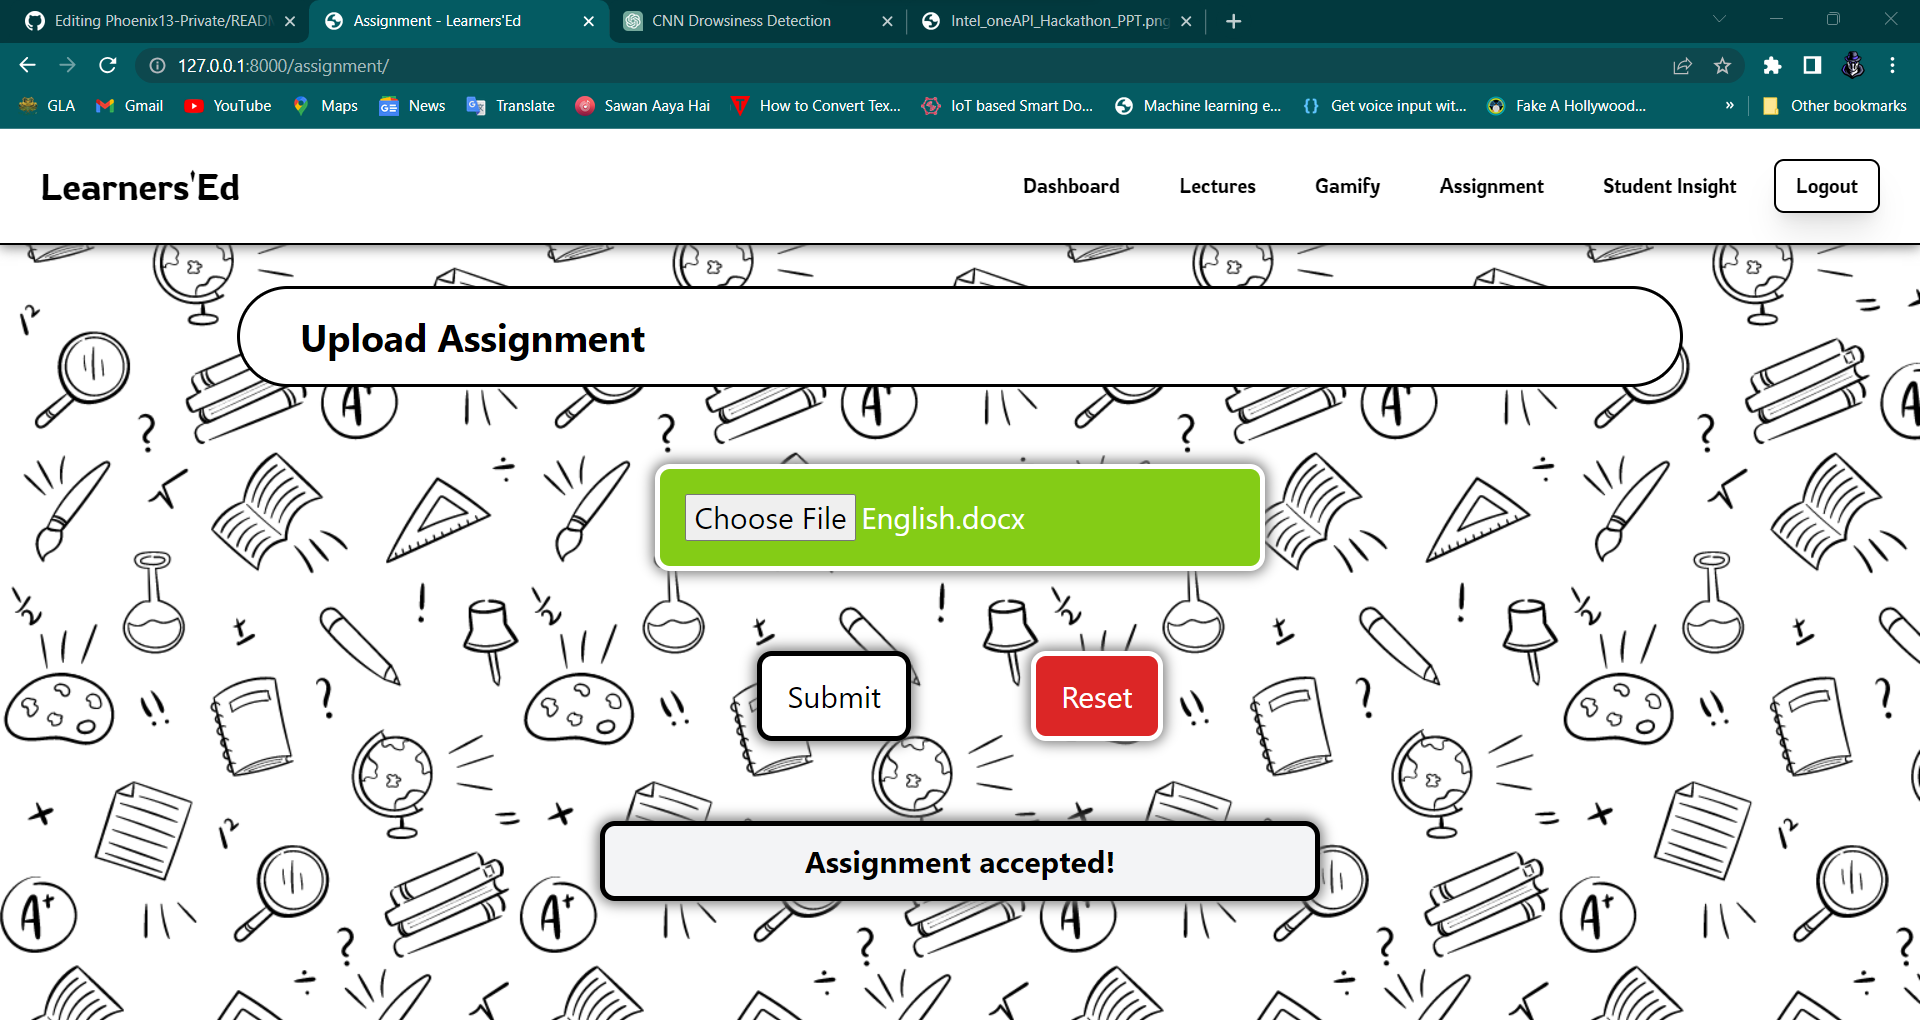 Editing Phoenix13-Private/READM
Assignment - Learners'Ed
CNN Drowsiness Detection
Intel_oneAPI_Hackathon_PPT.png
127.0.0.1:8000/assignment/
GLA
Gmail
YouTube
Maps
News
Translate
Sawan Aaya Hai
How to Convert Tex...
IoT based Smart Do...
Machine learning e...
Get voice input wit...
Fake A Hollywood...
»
Other bookmarks
Learners'Ed
Dashboard
Lectures
Gamify
Assignment
Student Insight
Logout
Upload Assignment
Choose File English.docx
Submit
Reset
Assignment accepted!